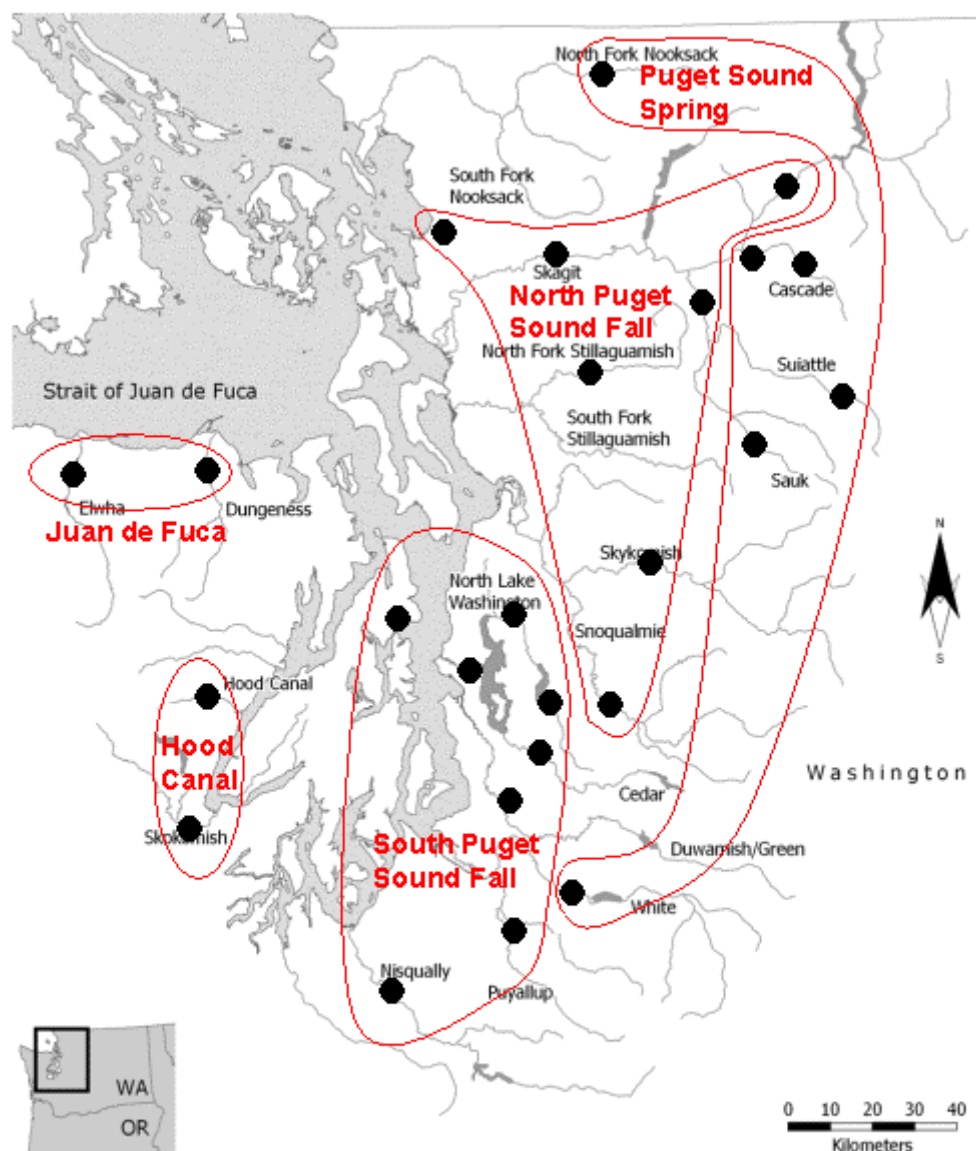 North Fork Nooksack
Puget Sound
Spring
South Fork
Nooksack
Skagit
Cascade
North Puget
Sound Fall
North Fork Stillaguamish
Suiattle
Strait of Juan de Fuca
South Fork
Stillaguamish
Sauk
Elwha
Dungeness
Juan de Fuca
N
S
Skykomish
North Lake
Washington
Snoqualmie
Hood Canal
Hood
Canal
Washington
Cedar
Skokomish
South Puget
Sound Fall
Duwamish/Green
White
Nisqually
Puyallup
WA
OR
0 10 20 30 40
Kilometers